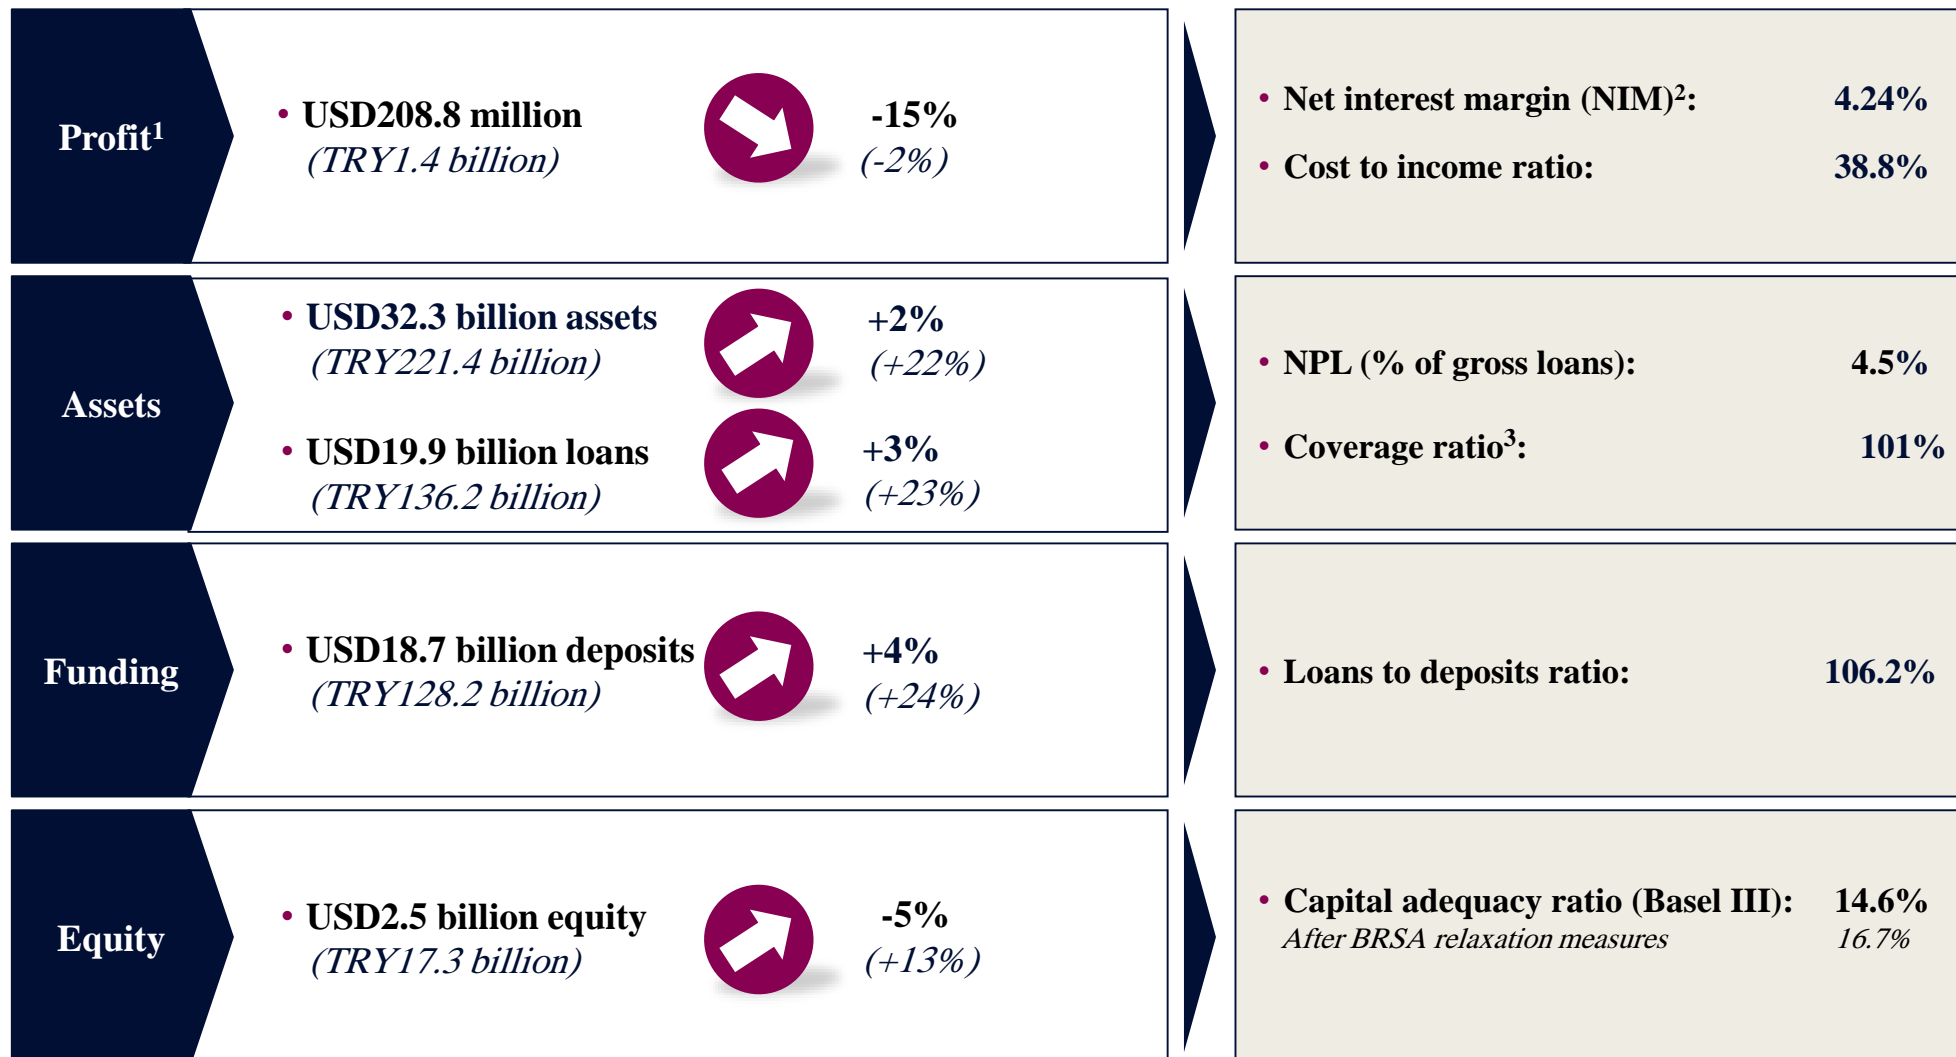 Profit¹
• USD208.8 million
(TRY1.4 billion)
-15%
(-2%)
• Net interest margin (NIM)²: 4.24%
• Cost to income ratio: 38.8%
Assets
• USD32.3 billion assets
(TRY221.4 billion)
+2%
(+22%)
• USD19.9 billion loans
(TRY136.2 billion)
+3%
(+23%)
• NPL (% of gross loans): 4.5%
• Coverage ratio³: 101%
Funding
• USD18.7 billion deposits
(TRY128.2 billion)
+4%
(+24%)
• Loans to deposits ratio: 106.2%
Equity
• USD2.5 billion equity
(TRY17.3 billion)
-5%
(+13%)
• Capital adequacy ratio (Basel III): 14.6%
After BRSA relaxation measures 16.7%